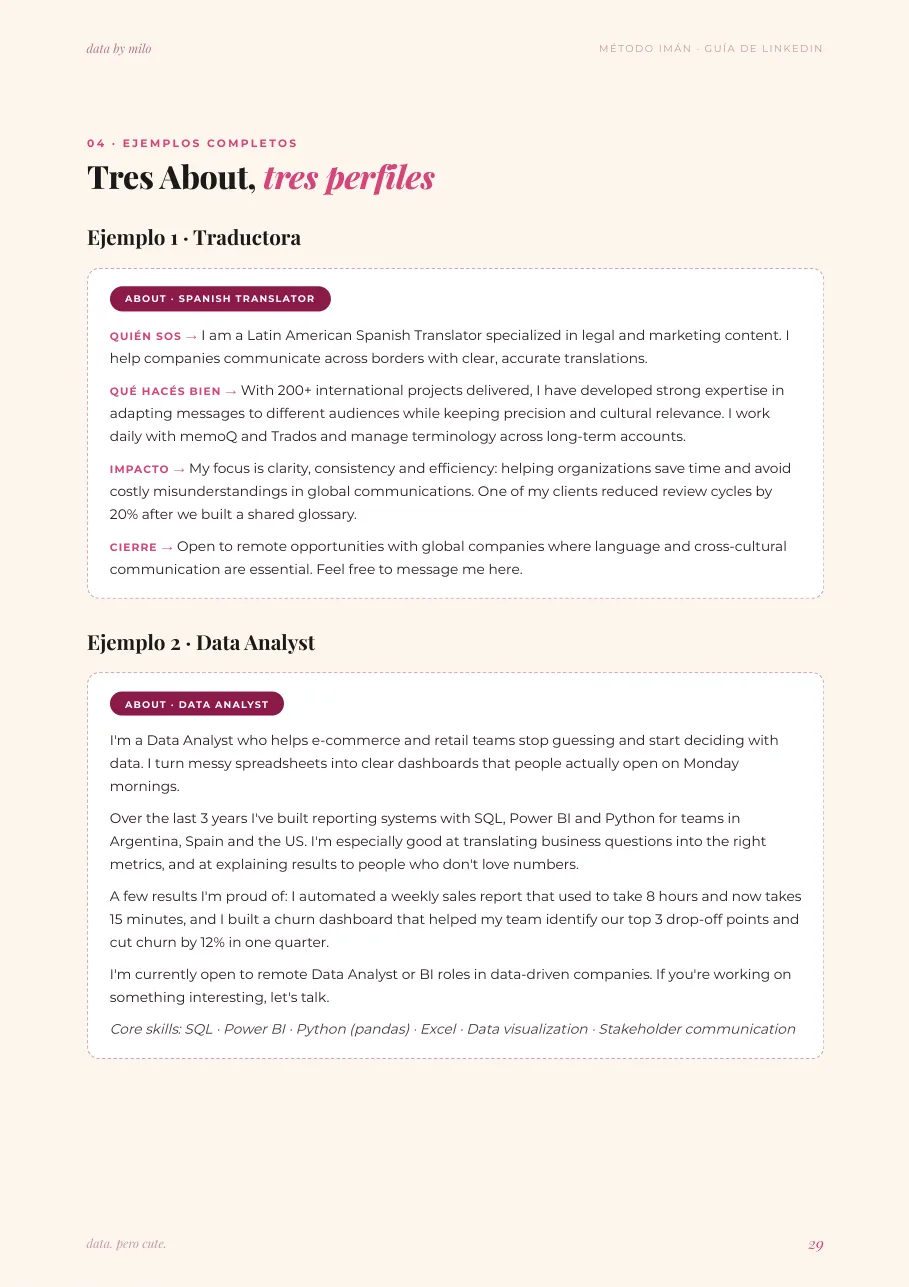 data by milo
MÉTODO IMÁN · GUÍA DE LINKEDIN
04 · EJEMPLOS COMPLETOS
Tres About, tres perfiles
Ejemplo 1 · Traductora
ABOUT · SPANISH TRANSLATOR
QUIÉN SOS → I am a Latin American Spanish Translator specialized in legal and marketing content. I
help companies communicate across borders with clear, accurate translations.
QUÉ HACÉS BIEN → With 200+ international projects delivered, I have developed strong expertise in
adapting messages to different audiences while keeping precision and cultural relevance. I work
daily with memoQ and Trados and manage terminology across long-term accounts.
IMPACTO → My focus is clarity, consistency and efficiency: helping organizations save time and avoid
costly misunderstandings in global communications. One of my clients reduced review cycles by
20% after we built a shared glossary.
CIERRE → Open to remote opportunities with global companies where language and cross-cultural
communication are essential. Feel free to message me here.
Ejemplo 2 · Data Analyst
ABOUT · DATA ANALYST
I'm a Data Analyst who helps e-commerce and retail teams stop guessing and start deciding with
data. I turn messy spreadsheets into clear dashboards that people actually open on Monday
mornings.
Over the last 3 years I've built reporting systems with SQL, Power BI and Python for teams in
Argentina, Spain and the US. I'm especially good at translating business questions into the right
metrics, and at explaining results to people who don't love numbers.
A few results I'm proud of: I automated a weekly sales report that used to take 8 hours and now takes
15 minutes, and I built a churn dashboard that helped my team identify our top 3 drop-off points and
cut churn by 12% in one quarter.
I'm currently open to remote Data Analyst or BI roles in data-driven companies. If you're working on
something interesting, let's talk.
Core skills: SQL · Power BI · Python (pandas) · Excel · Data visualization · Stakeholder communication
data. pero cute.
29